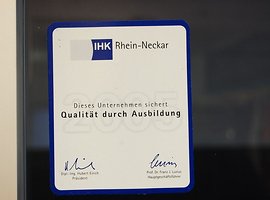 IHK Rhein-Neckar
Dieses Unternehmen sichert
Qualität durch Ausbildung
2005
Präsident
Hauptgeschäftsführer